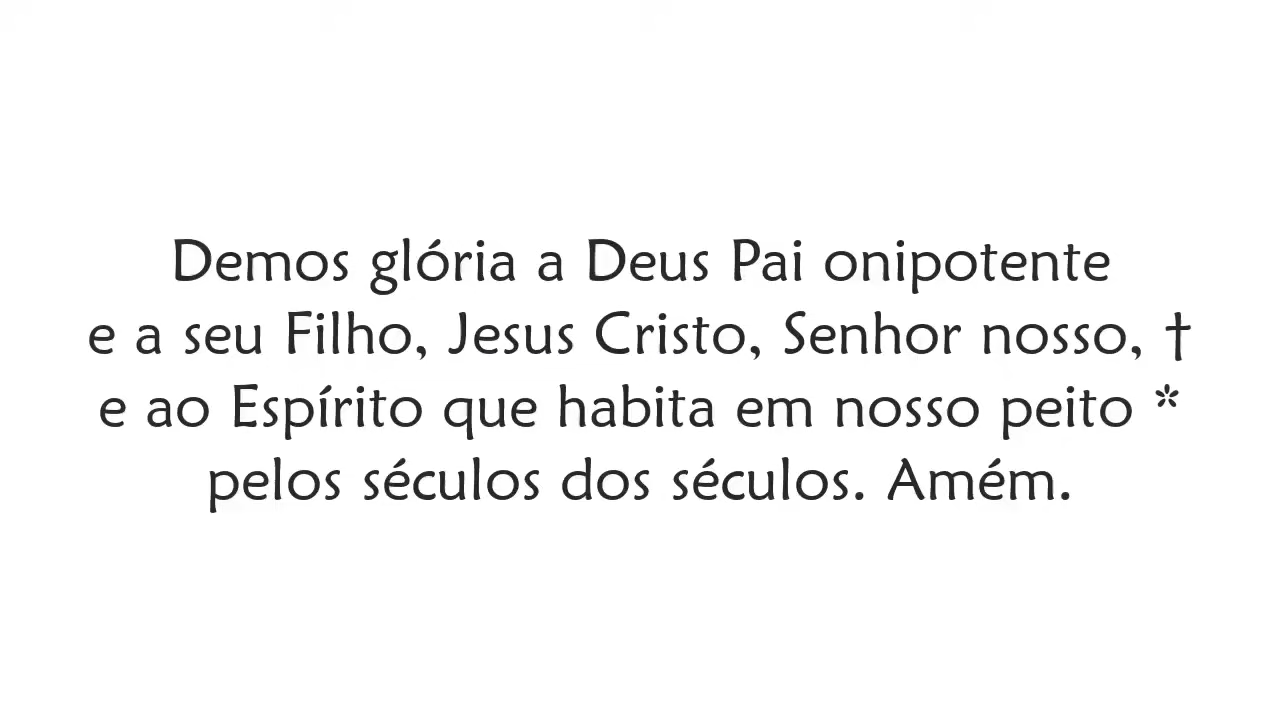 Demos glória a Deus Pai onipotente
e a seu Filho, Jesus Cristo, Senhor nosso, †
e ao Espírito que habita em nosso peito *
pelos séculos dos séculos. Amém.